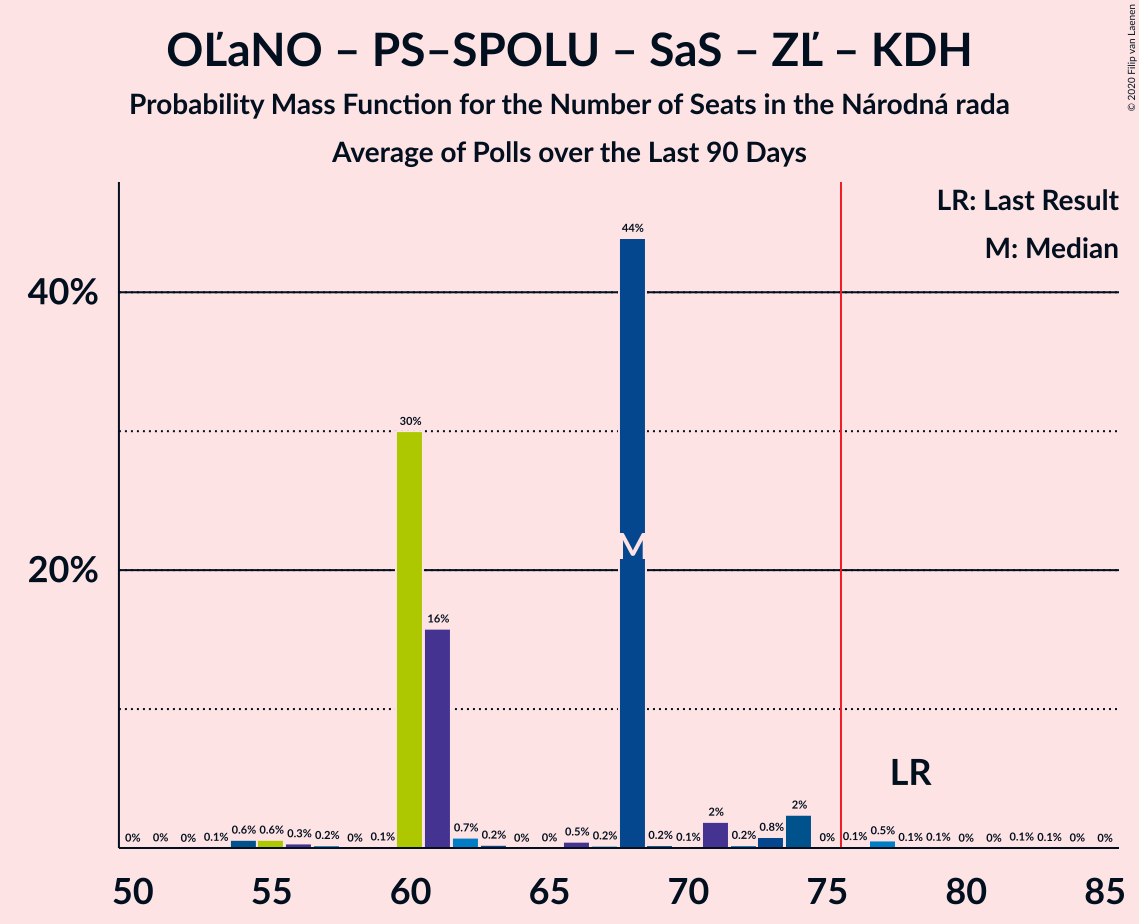 OĽaNO – PS–SPOLU – SaS – ZĽ – KDH
Probability Mass Function for the Number of Seats in the Národná rada
Average of Polls over the Last 90 Days
© 2020 Filip van Laenen
LR: Last Result
M: Median
44%
40%
30%
M
20%
16%
LR
0% 0% 0% 0.1% 0.6% 0.6% 0.3% 0.2% 0% 0.1% 0.7% 0.2% 0% 0% 0.5% 0.2% 0.2% 0.1% 2% 0.2% 0.8% 2% 0% 0.1% 0.5% 0.1% 0.1% 0% 0% 0.1% 0.1% 0% 0%
50 55 60 65 70 75 80 85